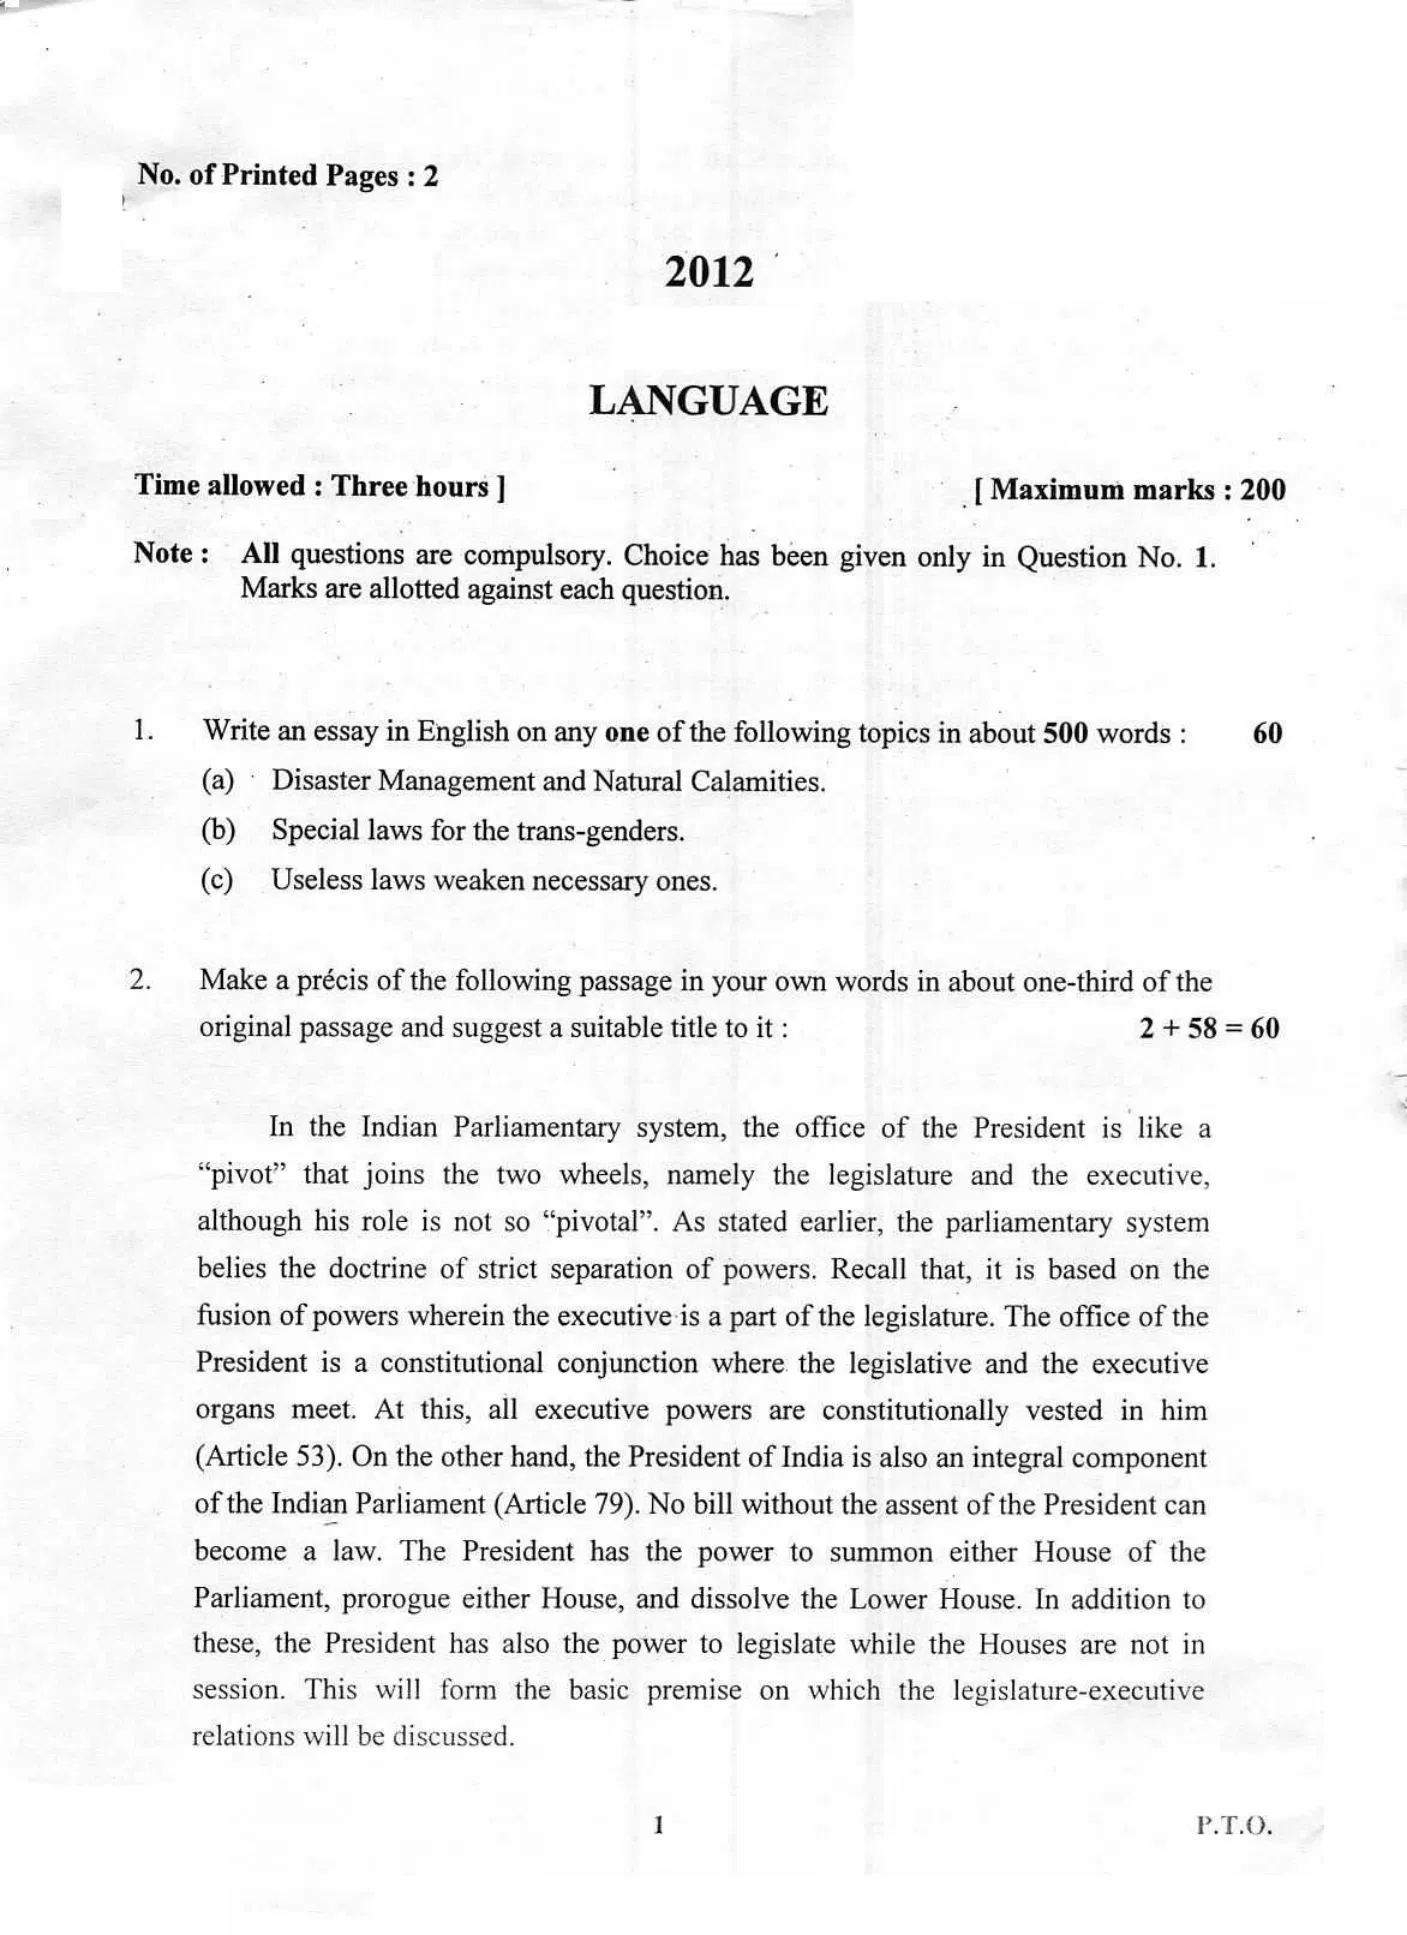 No. of Printed Pages : 2
2012
LANGUAGE
Time allowed : Three hours ] [ Maximum marks : 200
Note : All questions are compulsory. Choice has been given only in Question No. 1.
Marks are allotted against each question.
1. Write an essay in English on any one of the following topics in about 500 words : 60
(a) Disaster Management and Natural Calamities.
(b) Special laws for the trans-genders.
(c) Useless laws weaken necessary ones.
2. Make a précis of the following passage in your own words in about one-third of the
original passage and suggest a suitable title to it : 2 + 58 = 60
In the Indian Parliamentary system, the office of the President is like a
“pivot” that joins the two wheels, namely the legislature and the executive,
although his role is not so “pivotal”. As stated earlier, the parliamentary system
belies the doctrine of strict separation of powers. Recall that, it is based on the
fusion of powers wherein the executive is a part of the legislature. The office of the
President is a constitutional conjunction where the legislative and the executive
organs meet. At this, all executive powers are constitutionally vested in him
(Article 53). On the other hand, the President of India is also an integral component
of the Indian Parliament (Article 79). No bill without the assent of the President can
become a law. The President has the power to summon either House of the
Parliament, prorogue either House, and dissolve the Lower House. In addition to
these, the President has also the power to legislate while the Houses are not in
session. This will form the basic premise on which the legislature-executive
relations will be discussed.
1 P.T.O.